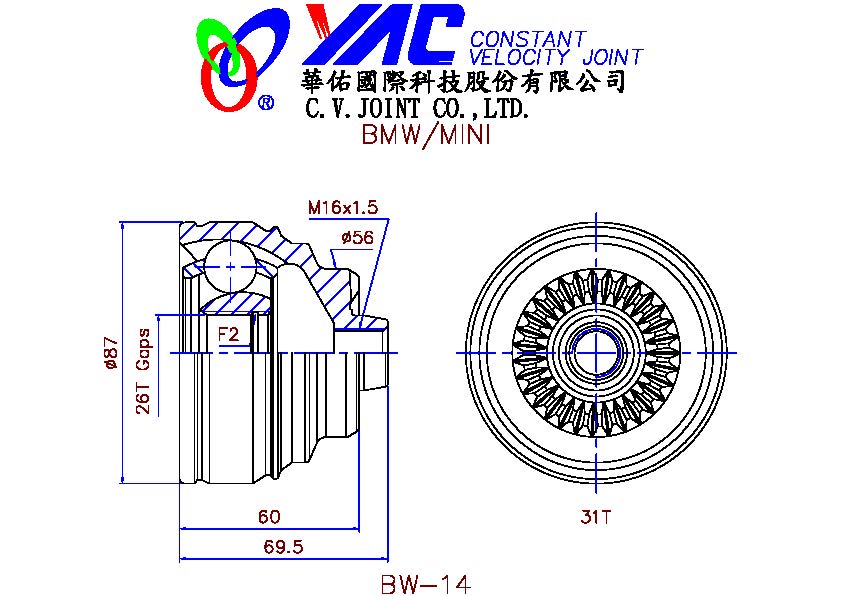 YAC CONSTANT
VELOCITY JOINT
®
華佑國際科技股份有限公司
C.V.JOINT CO.,LTD.
BMW/MINI
M16x1.5
ø56
F2
ø87
26T Gaps
60
69.5
31T
BW-14